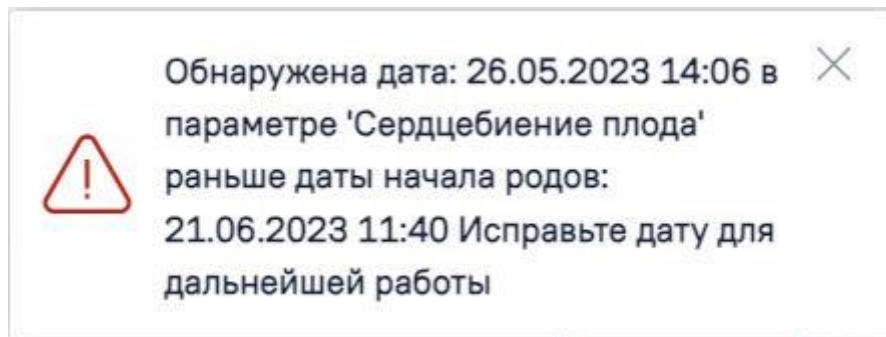 Обнаружена дата: 26.05.2023 14:06 в
параметре 'Сердцебиение плода'
раньше даты начала родов:
21.06.2023 11:40 Исправьте дату для
дальнейшей работы